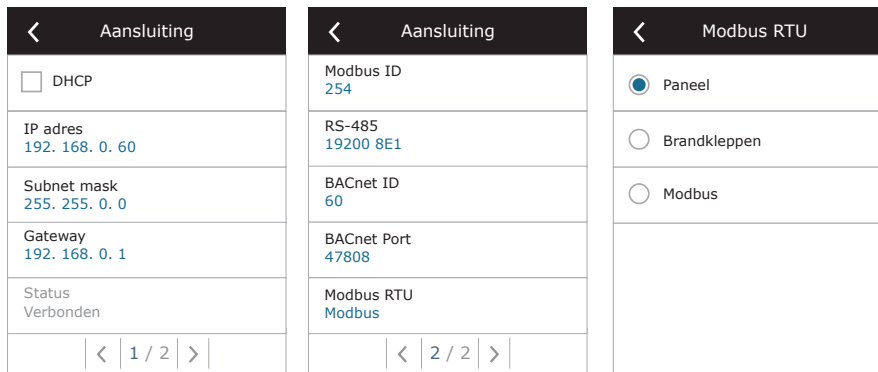 Aansluiting
DHCP
IP adres
192. 168. 0. 60
Subnet mask
255. 255. 0. 0
Gateway
192. 168. 0. 1
Status
Verbonden
1 / 2
Aansluiting
Modbus ID
254
RS-485
19200 8E1
BACnet ID
60
BACnet Port
47808
Modbus RTU
Modbus
2 / 2
Modbus RTU
Paneel
Brandkleppen
Modbus